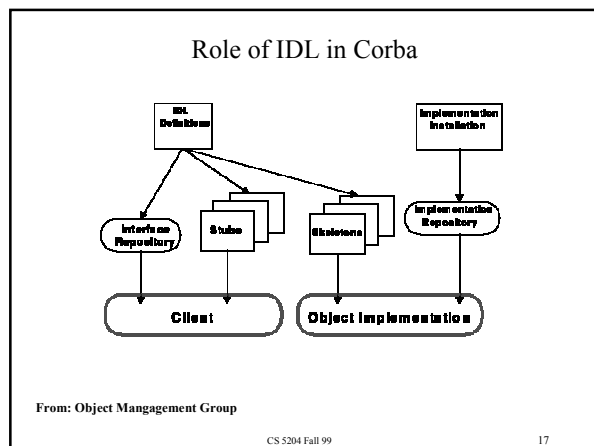 Role of IDL in Corba
IDL
Definitions
Implementation
Installation
Interface
Repository
Stubs
Skeletons
Implementation
Repository
Client
Object Implementation
From: Object Mangagement Group
CS 5204 Fall 99
17